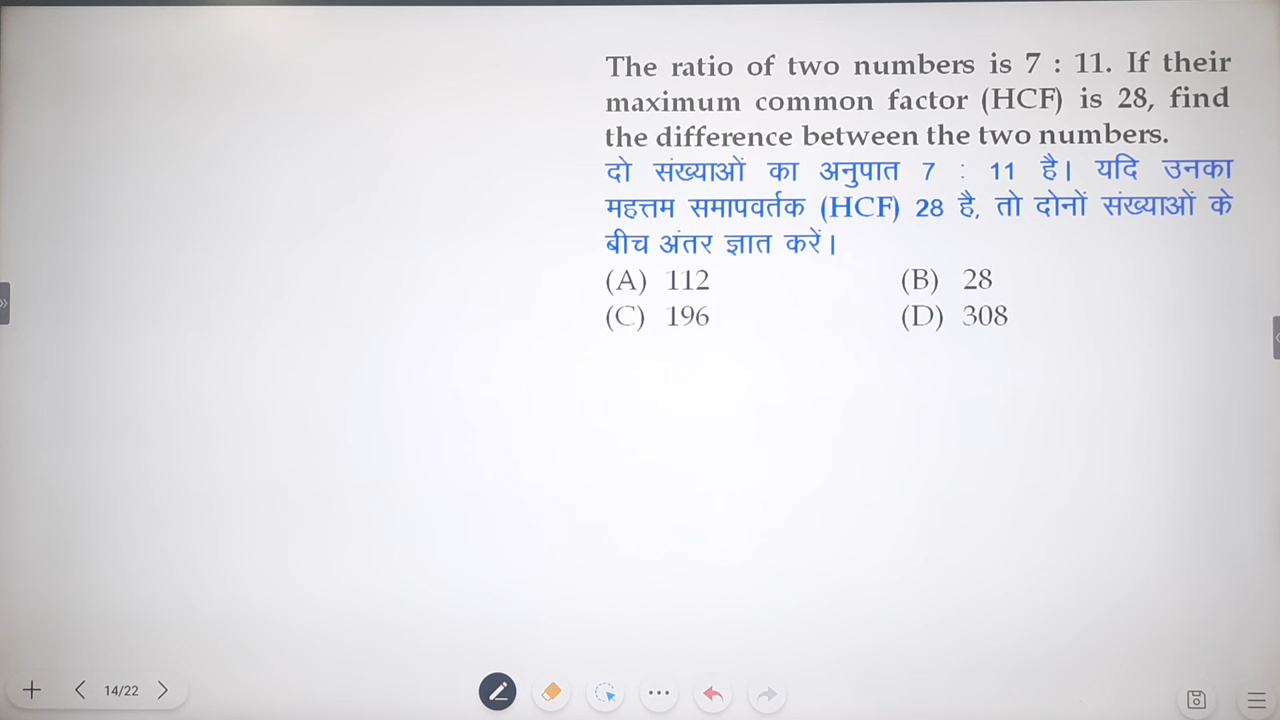 The ratio of two numbers is 7 : 11. If their
maximum common factor (HCF) is 28, find
the difference between the two numbers.
दो संख्याओं का अनुपात 7 : 11 है। यदि उनका
महत्तम समापवर्तक (HCF) 28 है, तो दोनों संख्याओं के
बीच अंतर ज्ञात करें।
(A) 112 (B) 28
(C) 196 (D) 308
14/22